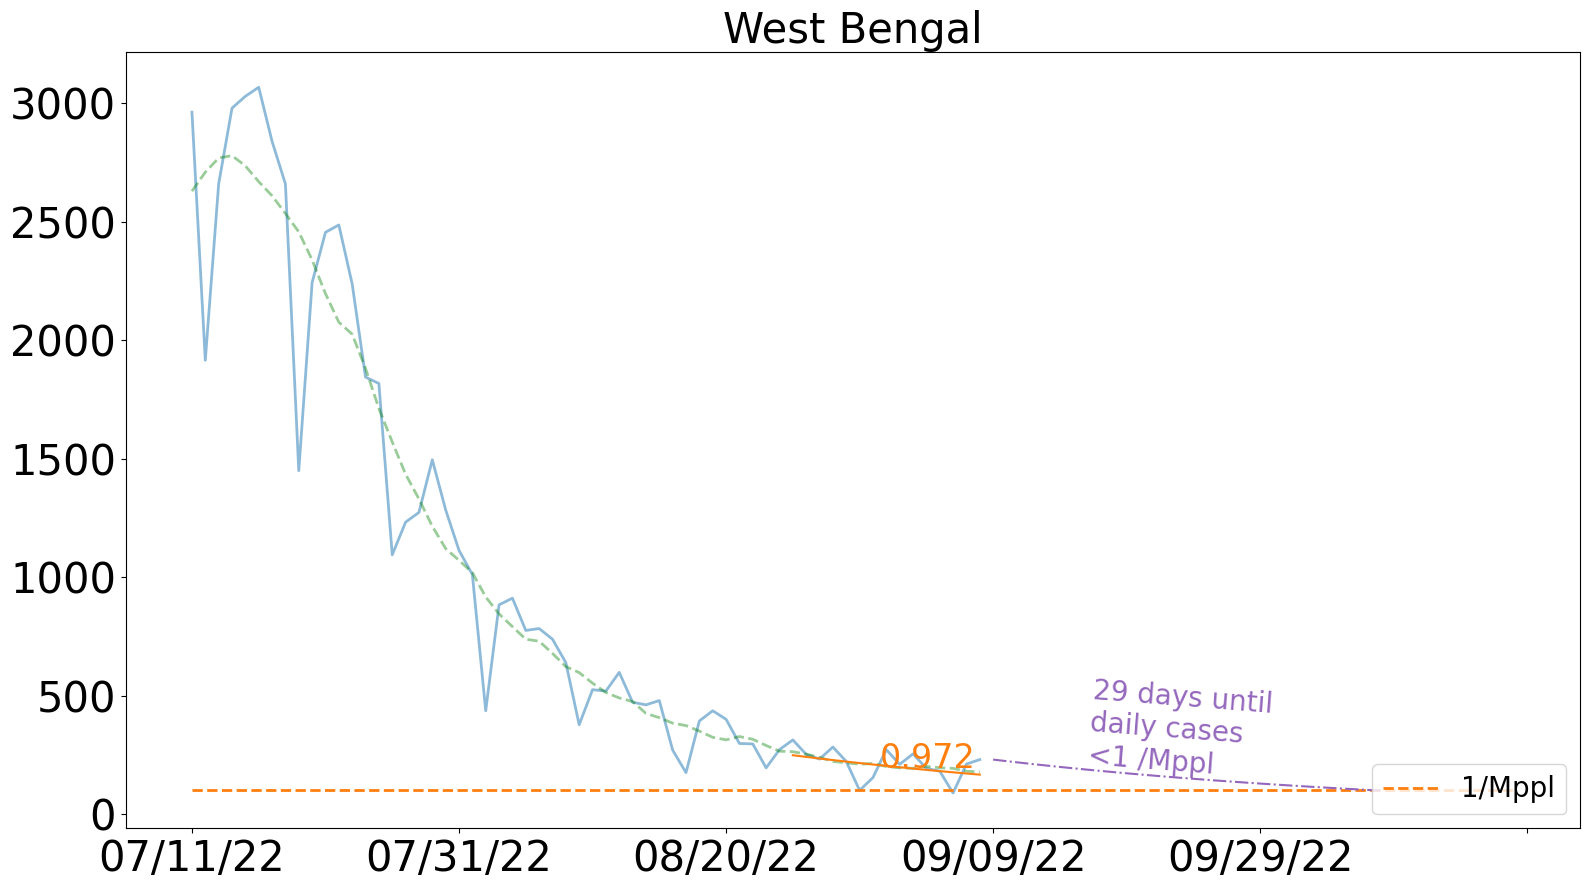 West Bengal
3000
2500
2000
1500
1000
500
0
29 days until
daily cases
<1 /Mppl
0.972
1/Mppl
07/11/22
07/31/22
08/20/22
09/09/22
09/29/22